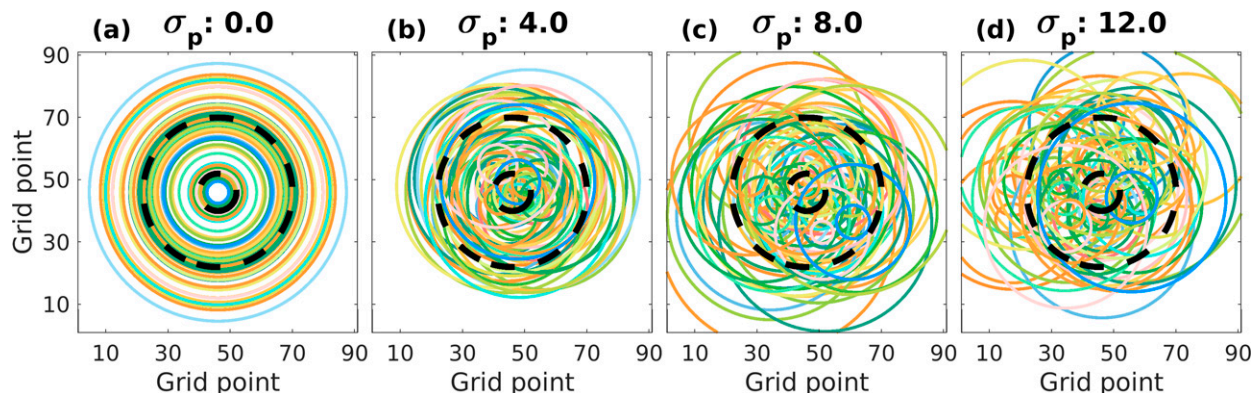 (a) σp: 0.0 (b) σp: 4.0 (c) σp: 8.0 (d) σp: 12.0
90
70
50
30
10
Grid point
10 30 50 70 90 10 30 50 70 90 10 30 50 70 90 10 30 50 70 90
Grid point Grid point Grid point Grid point